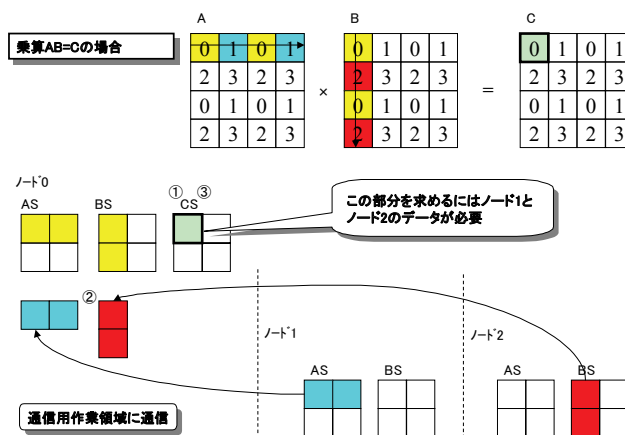 A B C
乗算AB=Cの場合
0 1 0 1 0 1 0 1 0 1 0 1
2 3 2 3 2 3 2 3 2 3 2 3
× =
0 1 0 1 0 1 0 1 0 1 0 1
2 3 2 3 2 3 2 3 2 3 2 3
ノード0
① ③
AS BS CS
この部分を求めるにはノード1と
ノード2のデータが必要
②
ノード1 ノード2
AS BS AS BS
通信用作業領域に通信